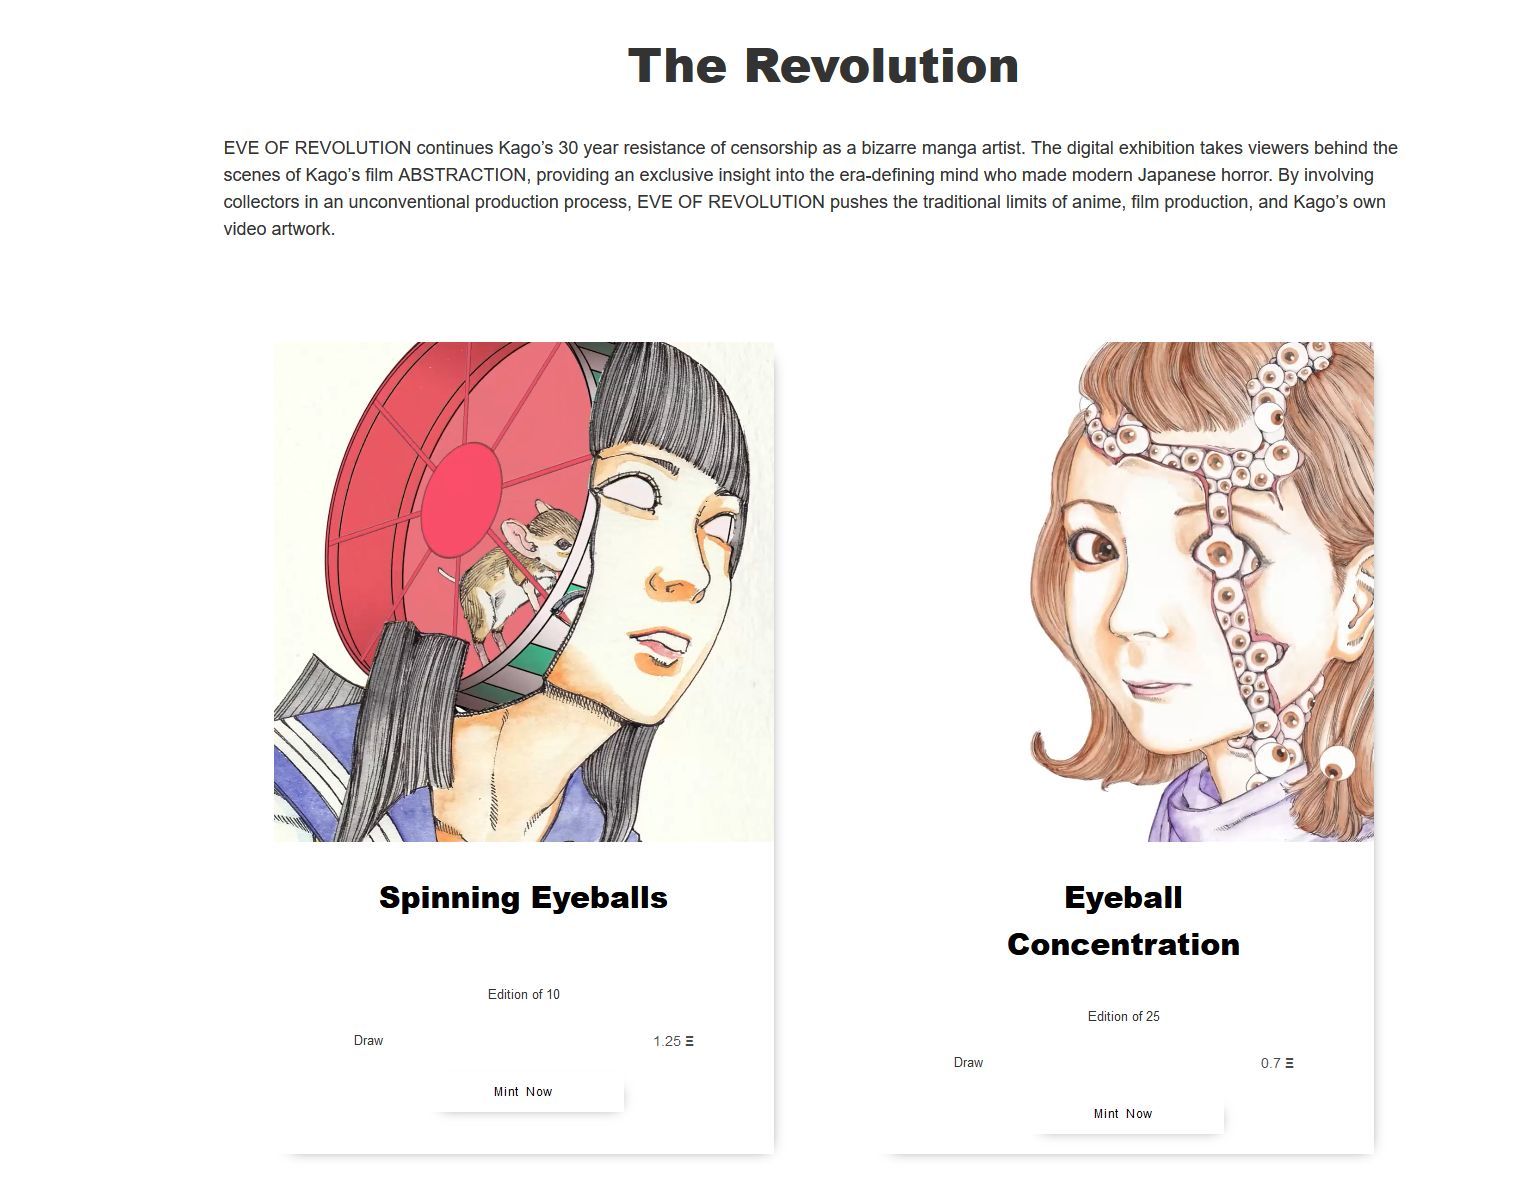 The Revolution
EVE OF REVOLUTION continues Kago’s 30 year resistance of censorship as a bizarre manga artist. The digital exhibition takes viewers behind the
scenes of Kago’s film ABSTRACTION, providing an exclusive insight into the era-defining mind who made modern Japanese horror. By involving
collectors in an unconventional production process, EVE OF REVOLUTION pushes the traditional limits of anime, film production, and Kago’s own
video artwork.
Spinning Eyeballs
Edition of 10
Draw 1.25 Ξ
Mint Now
Eyeball
Concentration
Edition of 25
Draw 0.7 Ξ
Mint Now